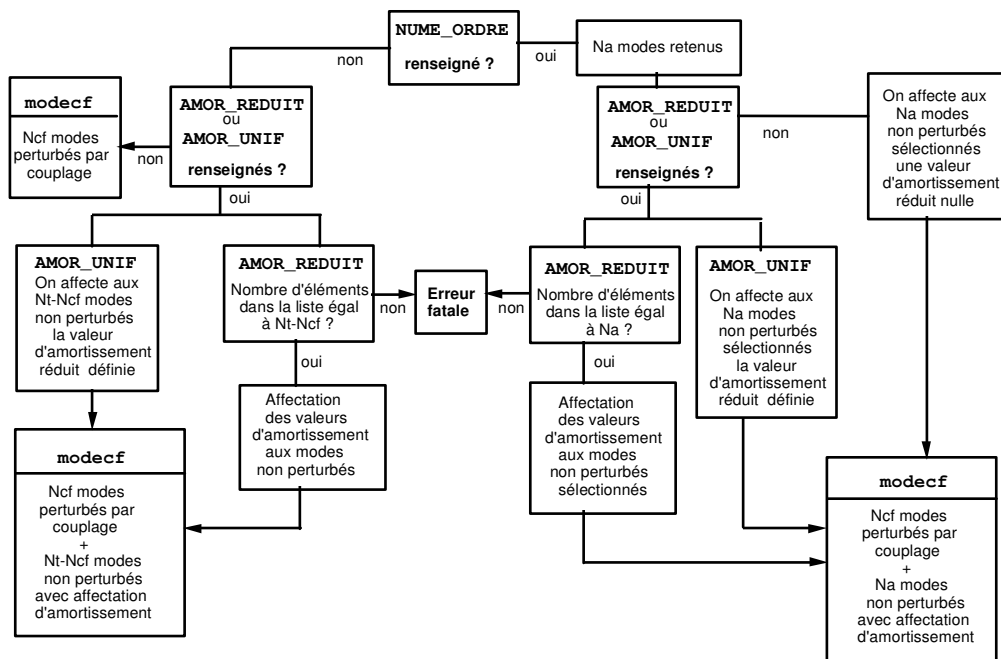 NUME_ORDRE
renseigné ?
non
oui
Na modes retenus
modecf
Ncf modes
perturbés par
couplage
non
AMOR_REDUIT
ou
AMOR_UNIF
renseignés ?
oui
AMOR_REDUIT
ou
AMOR_UNIF
renseignés ?
oui
non
On affecte aux
Na modes
non perturbés
sélectionnés
une valeur
d'amortissement
réduit nulle
AMOR_UNIF
On affecte aux
Nt-Ncf modes
non perturbés
la valeur
d'amortissement
réduit définie
AMOR_REDUIT
Nombre d'éléments
dans la liste égal
à Nt-Ncf ?
non
oui
Erreur
fatale
non
AMOR_REDUIT
Nombre d'éléments
dans la liste égal
à Na ?
oui
AMOR_UNIF
On affecte aux
Na modes
non perturbés
sélectionnés
la valeur
d'amortissement
réduit définie
Affectation
des valeurs
d'amortissement
aux modes
non perturbés
Affectation
des valeurs
d'amortissement
aux modes
non perturbés
sélectionnés
modecf
Ncf modes
perturbés par
couplage
+
Nt-Ncf modes
non perturbés
avec affectation
d'amortissement
modecf
Ncf modes
perturbés par
couplage
+
Na modes
non perturbés
avec affectation
d'amortissement